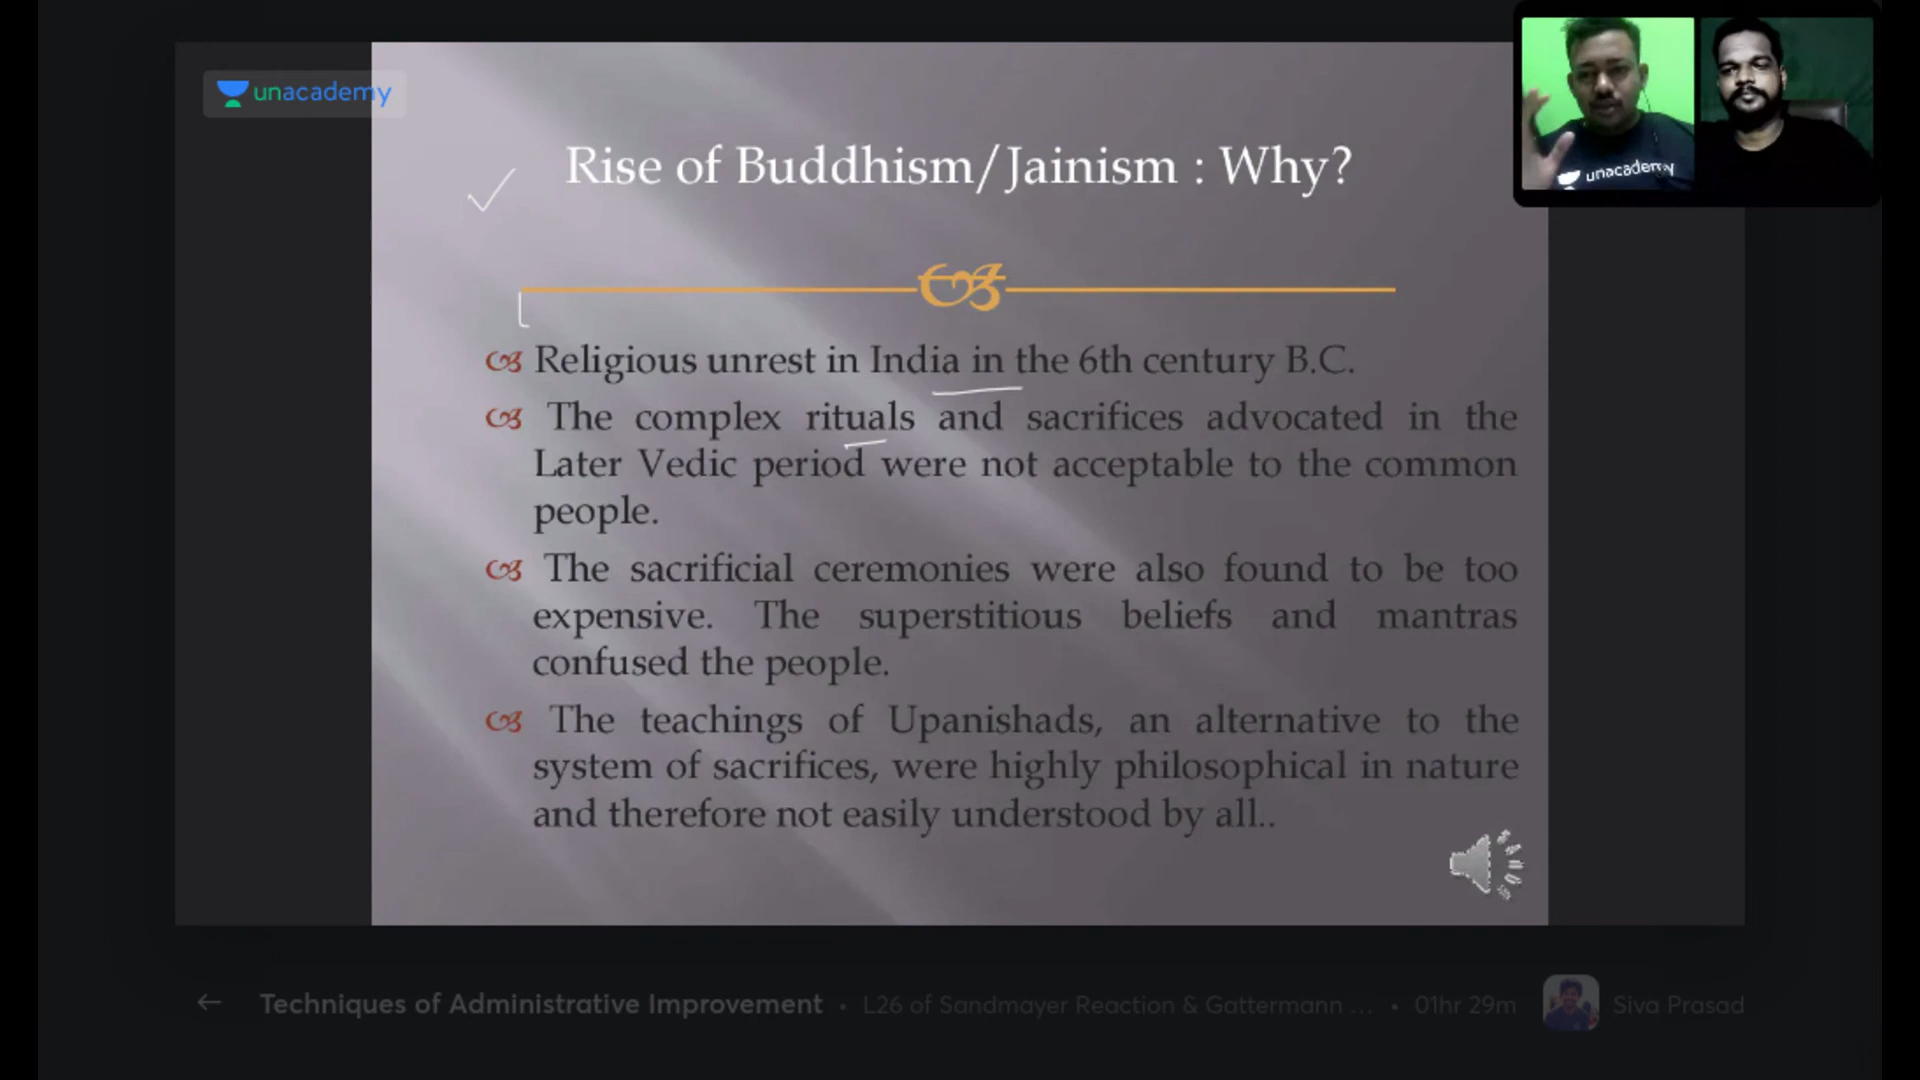 unacademy
unacademy
Rise of Buddhism/Jainism : Why?
Religious unrest in India in the 6th century B.C.
The complex rituals and sacrifices advocated in the
Later Vedic period were not acceptable to the common
people.
The sacrificial ceremonies were also found to be too
expensive. The superstitious beliefs and mantras
confused the people.
The teachings of Upanishads, an alternative to the
system of sacrifices, were highly philosophical in nature
and therefore not easily understood by all..
Techniques of Administrative Improvement • L26 of Sandmayer Reaction & Gattermann ... • 01hr 29m Siva Prasad